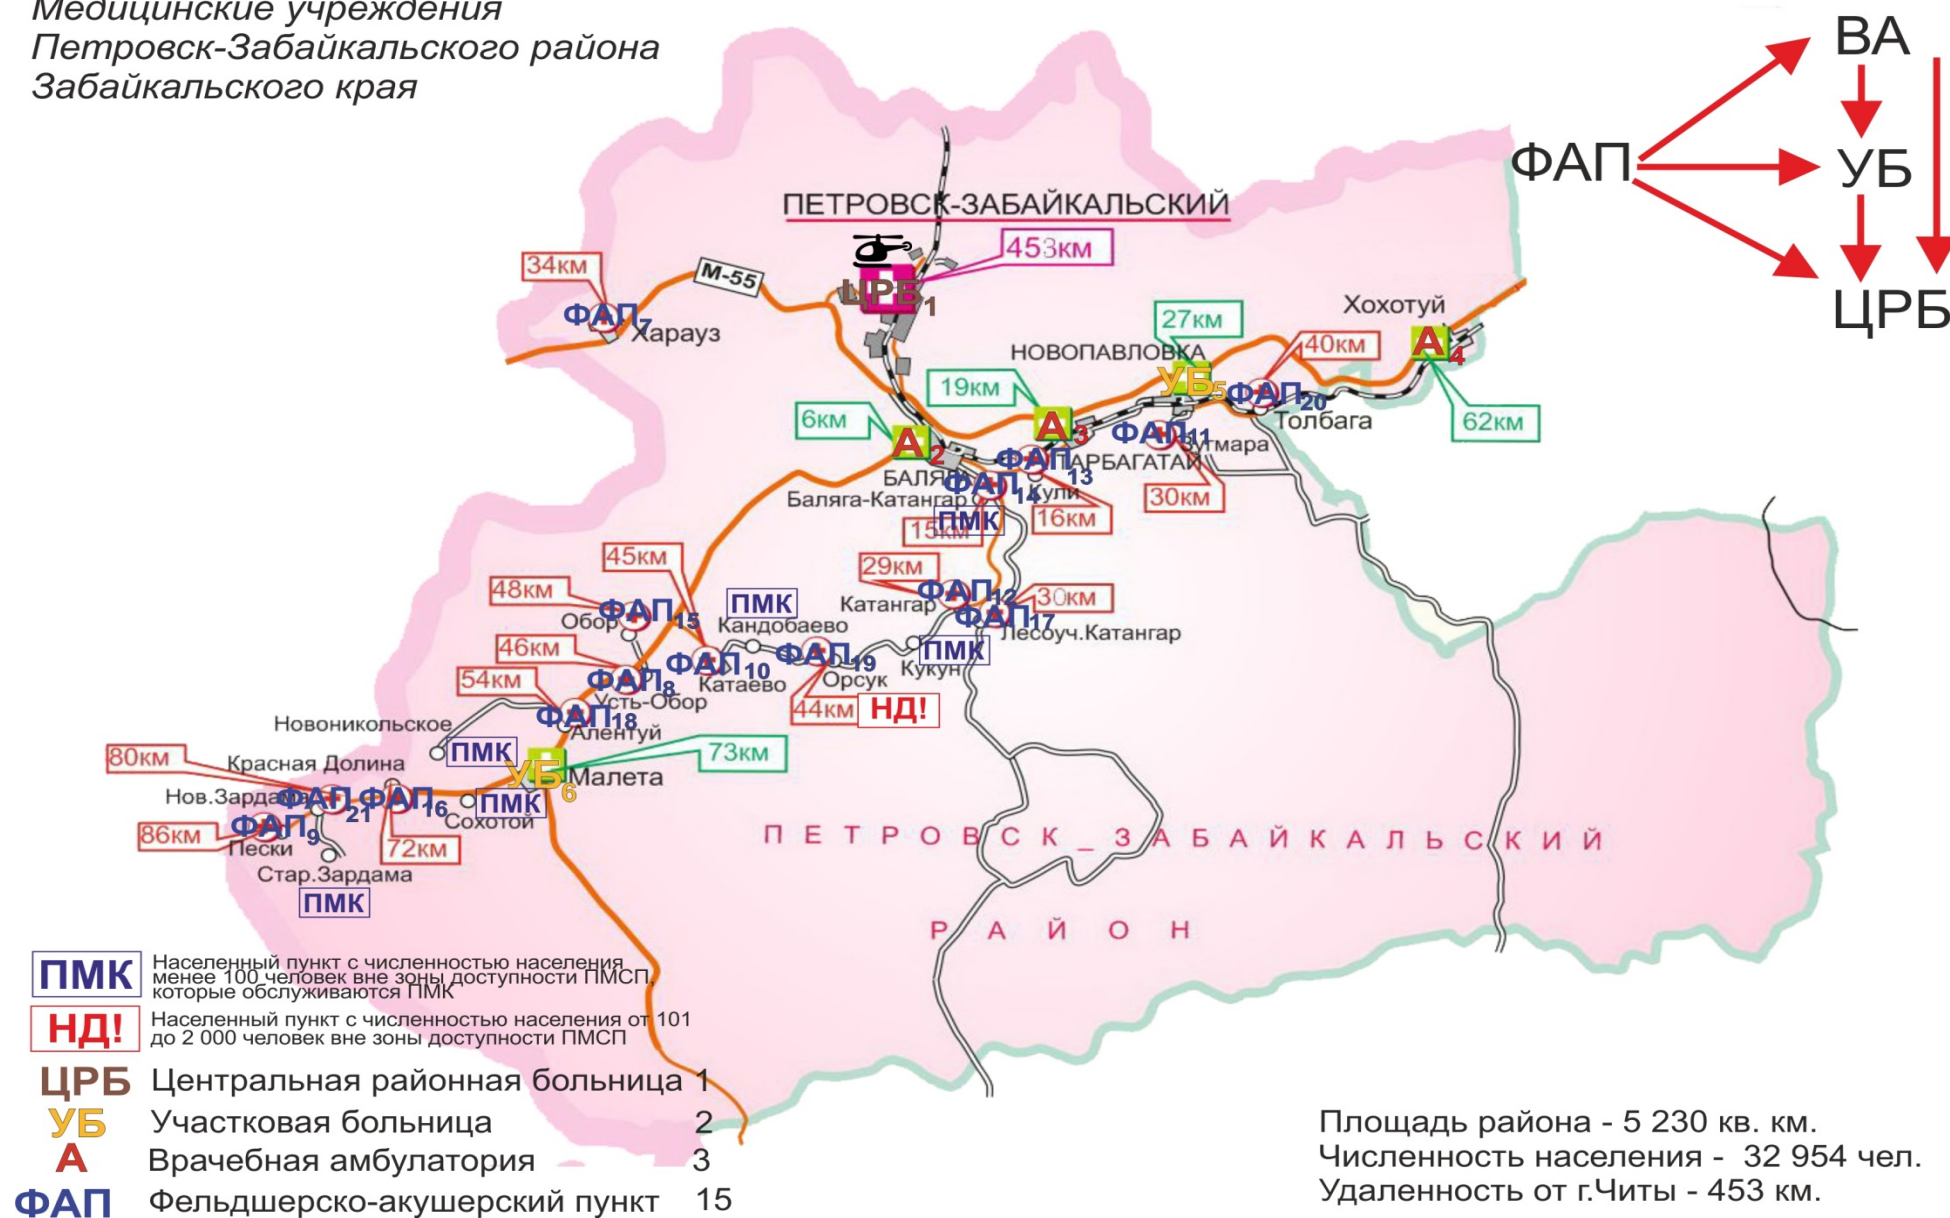 Медицинские учреждения
Петровск-Забайкальского района
Забайкальского края
ВА
ФАП
УБ
ЦРБ
ПЕТРОВСК-ЗАБАЙКАЛЬСКИЙ
453км
34км
М-55
ЦРБ1
ФАП7
Харауз
27км
Хохотуй
НОВОПАВЛОВКА
40км
А4
19км
УБ5
ФАП20
6км
62км
Толбага
А3
А2
ФАП11
Зугмара
ФАП13
ТАРБАГАТАЙ
БАЛЯГА
ФАП14
Кули
Баляга-Катангар
30км
ПМК
16км
15км
45км
29км
48км
ФАП12
30км
ПМК
Катангар
ФАП15
ФАП17
Обор
Кандобаево
Лесоуч.Катангар
46км
ФАП19
ПМК
ФАП10
Кукун
54км
ФАП8
Катаево
Орсук
Усть-Обор
44км
НД!
ФАП18
Новоникольское
Алентуй
ПМК
73км
80км
Красная Долина
УБ6
Малета
Нов.Зардама
ФАП21
ФАП16
ПМК
Сохотой
86км
ФАП9
Пески
72км
Стар.Зардама
ПМК
ПЕТРОВСК_ЗАБАЙКАЛЬСКИЙ
РАЙОН
ПМК Населенный пункт с численностью населения
менее 100 человек вне зоны доступности ПМСП,
которые обслуживаются ПМК
НД! Населенный пункт с численностью населения от 101
до 2 000 человек вне зоны доступности ПМСП
ЦРБ Центральная районная больница 1
УБ Участковая больница 2
А Врачебная амбулатория 3
ФАП Фельдшерско-акушерский пункт 15
Площадь района - 5 230 кв. км.
Численность населения - 32 954 чел.
Удаленность от г.Читы - 453 км.